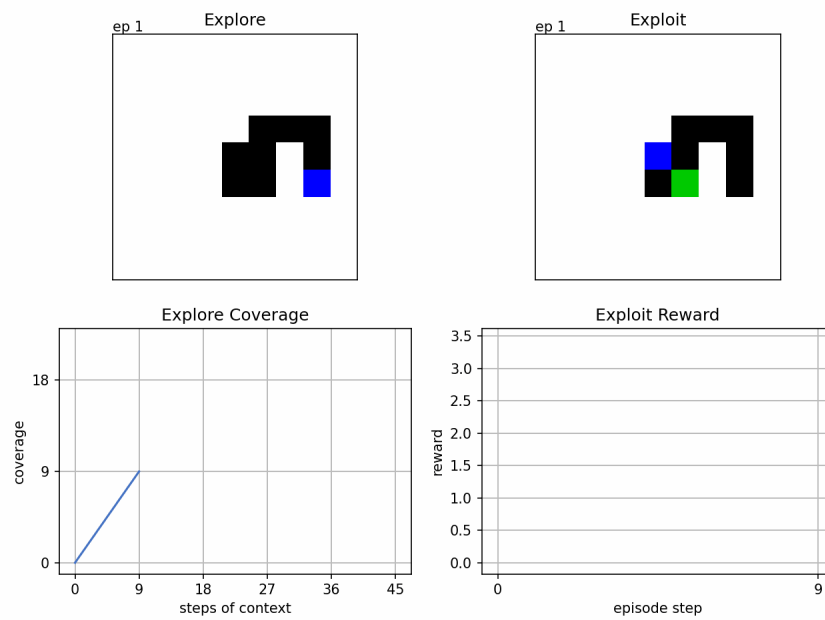 Explore
ep 1
Exploit
ep 1
Explore Coverage
18
9
0
coverage
0 9 18 27 36 45
steps of context
Exploit Reward
3.5
3.0
2.5
2.0
1.5
1.0
0.5
0.0
reward
0 9
episode step